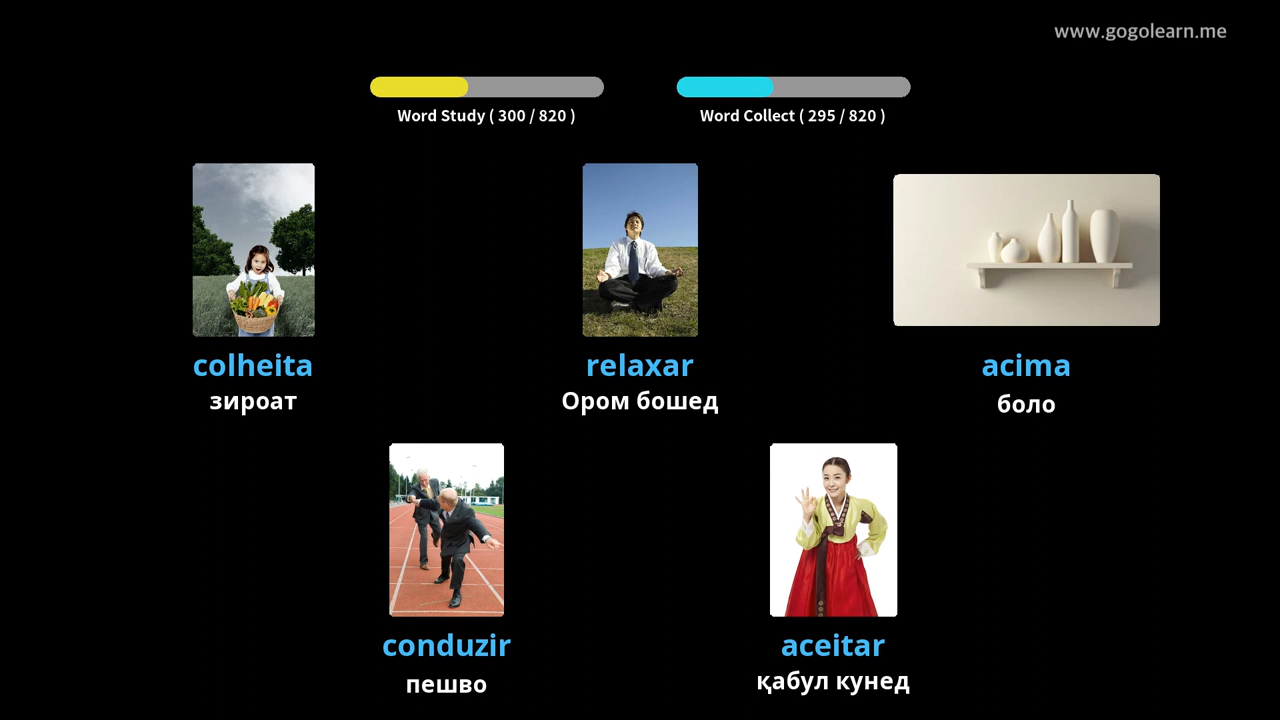 www.gogolearn.me
Word Study ( 300 / 820 )
Word Collect ( 295 / 820 )
colheita
зироат
relaxar
Ором бошед
acima
боло
conduzir
пешво
aceitar
қабул кунед